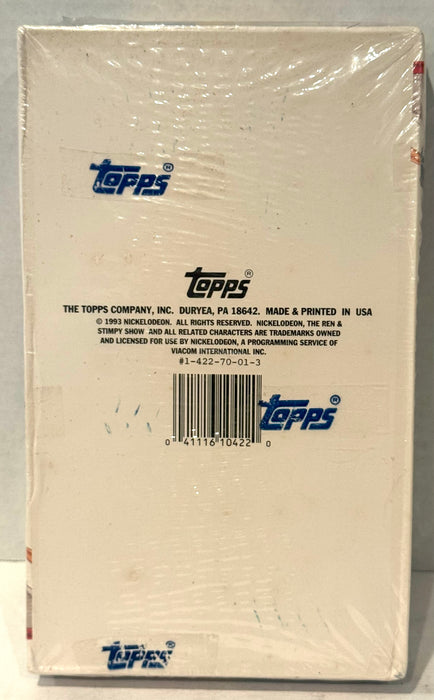 Topps®
Topps®
THE TOPPS COMPANY, INC. DURYEA, PA 18642. MADE & PRINTED IN USA
© 1993 NICKELODEON. ALL RIGHTS RESERVED. NICKELODEON, THE REN &
STIMPY SHOW AND ALL RELATED CHARACTERS ARE TRADEMARKS OWNED
AND LICENSED FOR USE BY NICKELODEON, A PROGRAMMING SERVICE OF
VIACOM INTERNATIONAL INC.
#1-422-70-01-3
Topps®
0 41116 10422 0
Topps®